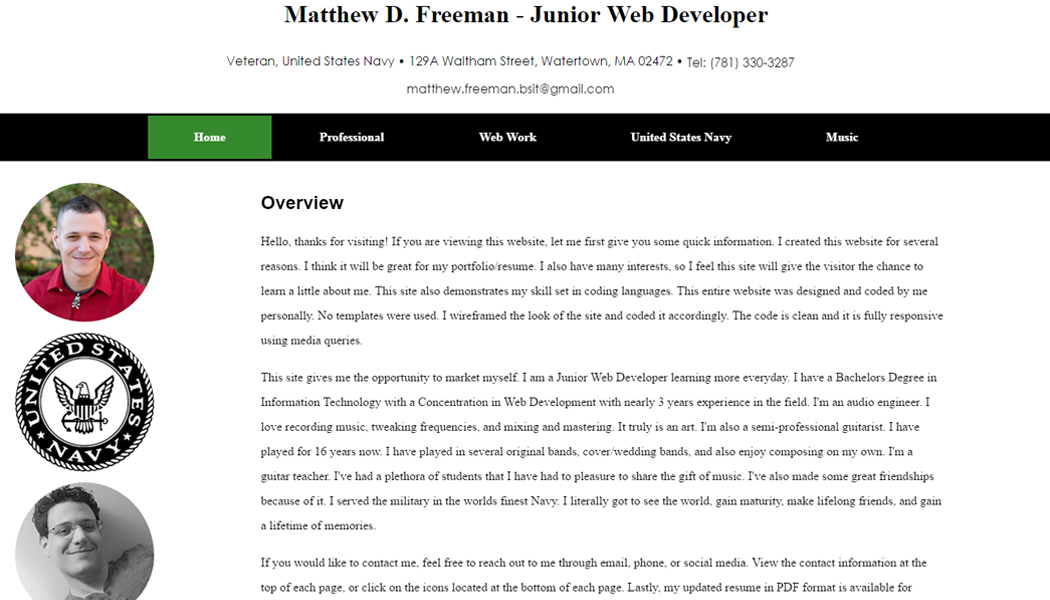 Matthew D. Freeman - Junior Web Developer
Veteran, United States Navy • 129A Waltham Street, Watertown, MA 02472 • Tel: (781) 330-3287
matthew.freeman.bsit@gmail.com
Home Professional Web Work United States Navy Music
UNITED STATES
NAVY
Overview
Hello, thanks for visiting! If you are viewing this website, let me first give you some quick information. I created this website for several
reasons. I think it will be great for my portfolio/resume. I also have many interests, so I feel this site will give the visitor the chance to
learn a little about me. This site also demonstrates my skill set in coding languages. This entire website was designed and coded by me
personally. No templates were used. I wireframed the look of the site and coded it accordingly. The code is clean and it is fully responsive
using media queries.
This site gives me the opportunity to market myself. I am a Junior Web Developer learning more everyday. I have a Bachelors Degree in
Information Technology with a Concentration in Web Development with nearly 3 years experience in the field. I'm an audio engineer. I
love recording music, tweaking frequencies, and mixing and mastering. It truly is an art. I'm also a semi-professional guitarist. I have
played for 16 years now. I have played in several original bands, cover/wedding bands, and also enjoy composing on my own. I'm a
guitar teacher. I've had a plethora of students that I have had to pleasure to share the gift of music. I've also made some great friendships
because of it. I served the military in the worlds finest Navy. I literally got to see the world, gain maturity, make lifelong friends, and gain
a lifetime of memories.
If you would like to contact me, feel free to reach out to me through email, phone, or social media. View the contact information at the
top of each page, or click on the icons located at the bottom of each page. Lastly, my updated resume in PDF format is available for